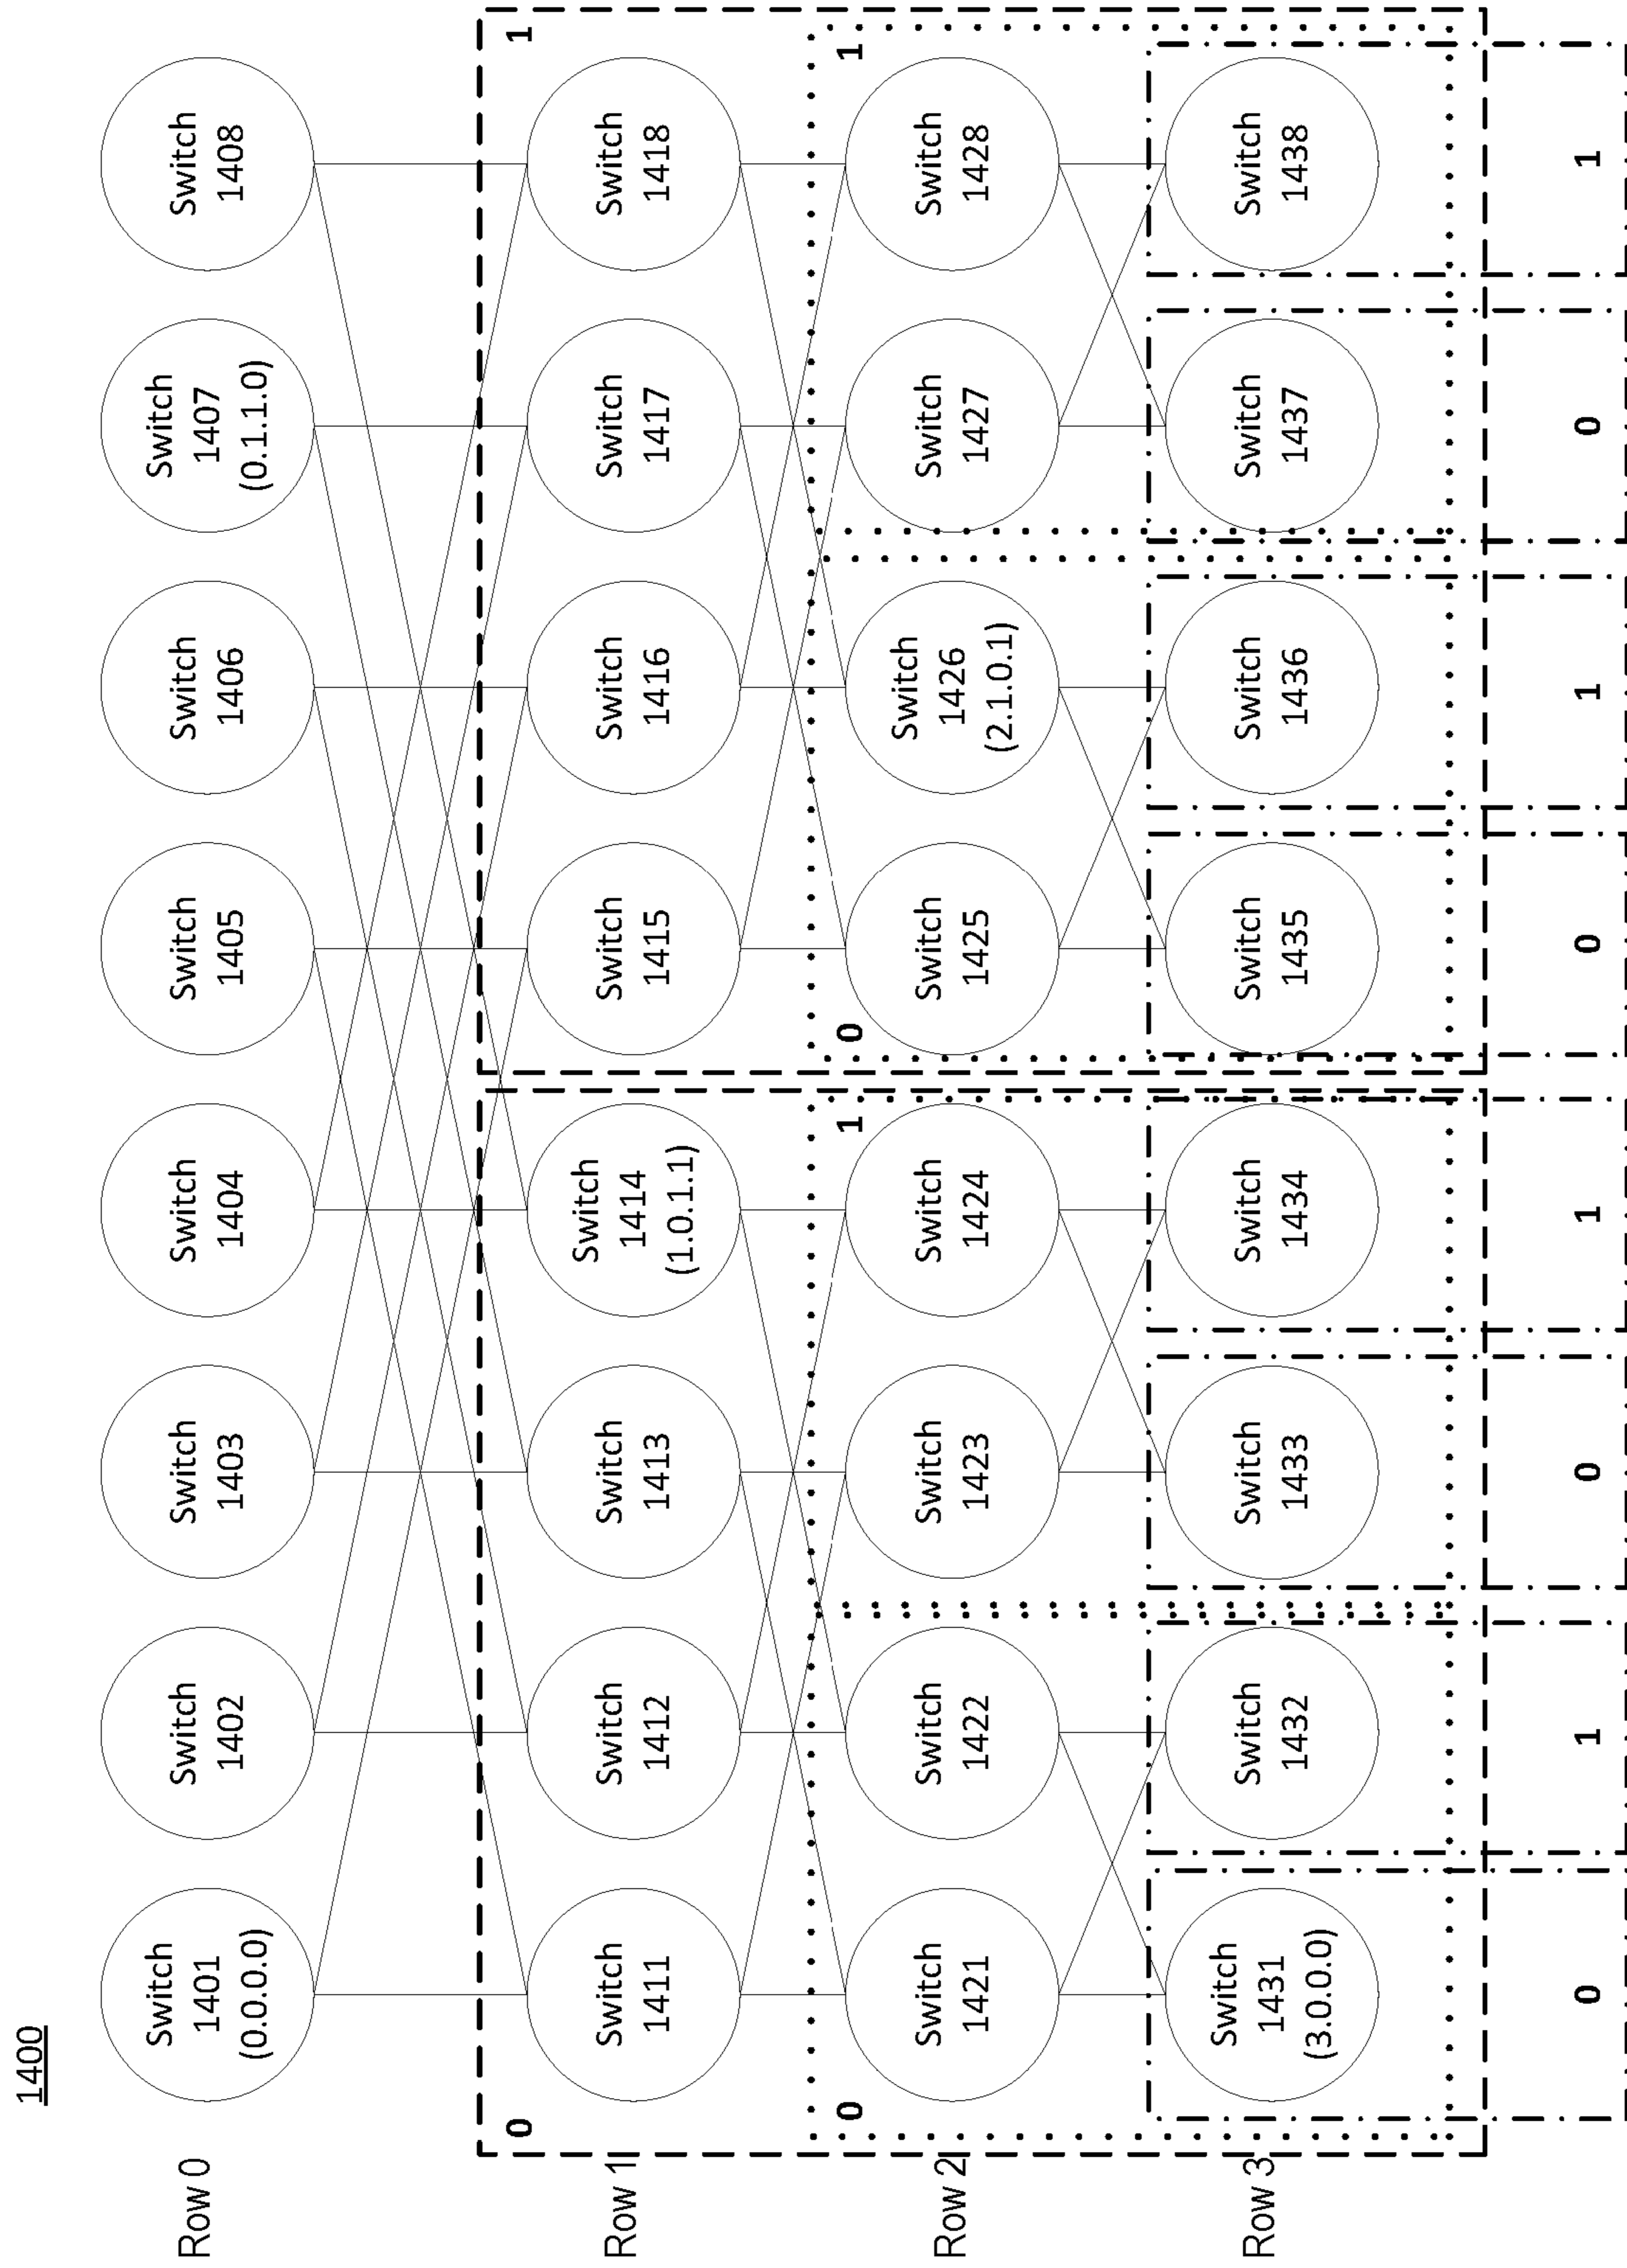 1400
Row 0
Switch
1401
(0.0.0.0)
Switch
1402
Switch
1403
Switch
1404
Switch
1405
Switch
1406
Switch
1407
(0.1.1.0)
Switch
1408
0
1
Row 1
Switch
1411
Switch
1412
Switch
1413
Switch
1414
(1.0.1.1)
Switch
1415
Switch
1416
Switch
1417
Switch
1418
0
1
0
1
Row 2
Switch
1421
Switch
1422
Switch
1423
Switch
1424
Switch
1425
Switch
1426
(2.1.0.1)
Switch
1427
Switch
1428
Row 3
Switch
1431
(3.0.0.0)
Switch
1432
Switch
1433
Switch
1434
Switch
1435
Switch
1436
Switch
1437
Switch
1438
0
1
0
1
0
1
0
1